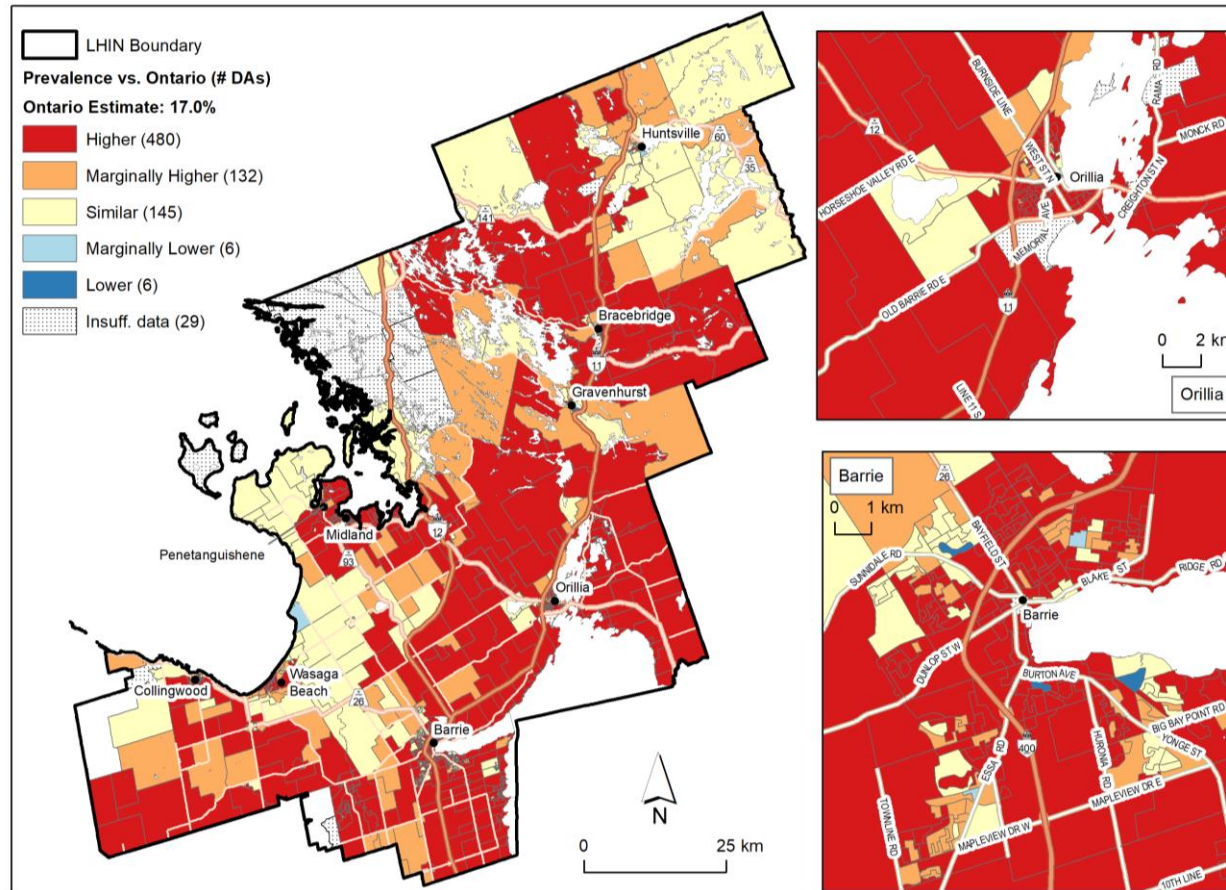 LHIN Boundary
Prevalence vs. Ontario (# DAs)
Ontario Estimate: 17.0%
Higher (480)
Marginally Higher (132)
Similar (145)
Marginally Lower (6)
Lower (6)
Insuff. data (29)
Huntsville
60
35
141
Bracebridge
11
Gravenhurst
Midland
12
Penetanguishene
93
Orillia
Collingwood
Wasaga
Beach
26
Barrie
N
0 25 km
BURNSIDE LINE
RAMA RD
12
MONCK RD
WEST ST N
Orillia
HORSESHOE VALLEY RD E
CREIGHTON ST N
MEMORIAL AVE
OLD BARRIE RD E
11
LINE 11 S
0 2 km
Orillia
Barrie
0 1 km
26
BAYFIELD ST
SUNNIDALE RD
BLAKE ST
RIDGE RD
Barrie
DUNLOP ST W
BURTON AVE
BIG BAY POINT RD
YONGE ST
ESSA RD
400
HURONIA RD
MAPLEVIEW DR E
TOWNLINE RD
MAPLEVIEW DR W
10TH LINE